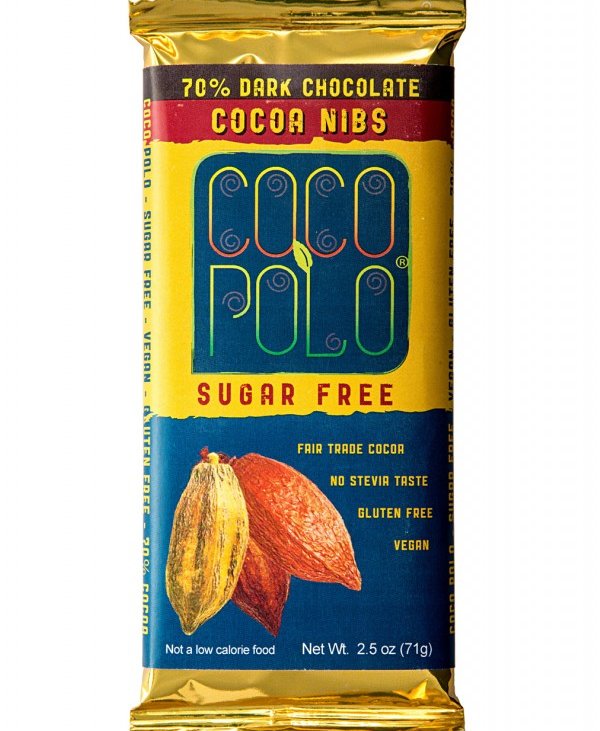 70% DARK CHOCOLATE
COCOA NIBS
COCO
POLO®
SUGAR FREE
FAIR TRADE COCOA
NO STEVIA TASTE
GLUTEN FREE
VEGAN
Not a low calorie food
Net Wt. 2.5 oz (71g)
COCO POLO - SUGAR FREE - VEGAN - GLUTEN FREE - 70% COCOA